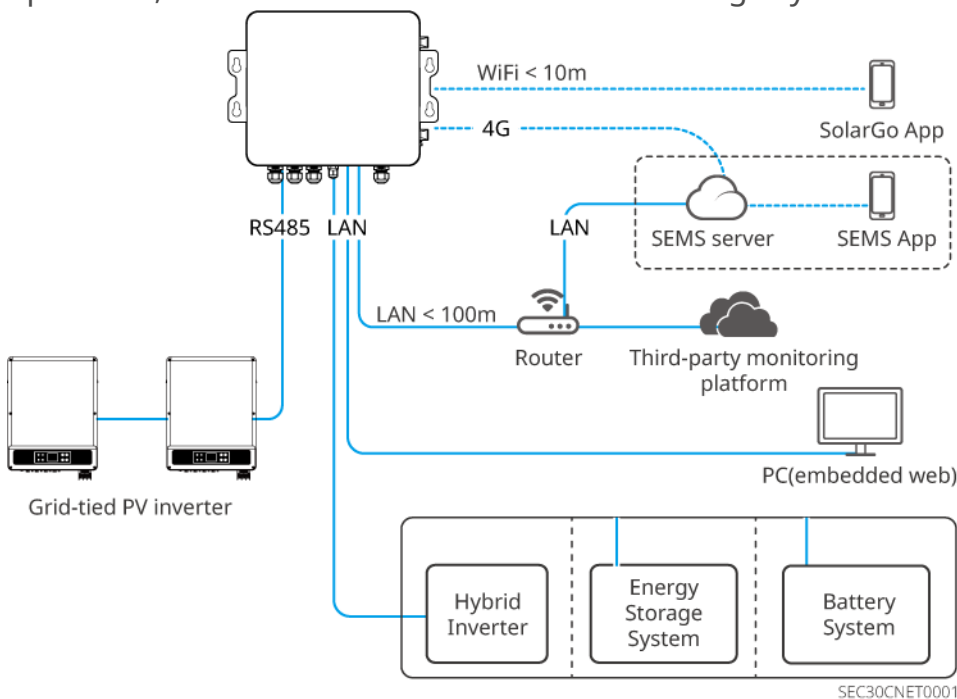 WiFi < 10m
SolarGo App
4G
RS485
LAN
LAN
SEMS server
SEMS App
LAN < 100m
Router
Third-party monitoring
platform
PC(embedded web)
Grid-tied PV inverter
Hybrid
Inverter
Energy
Storage
System
Battery
System
SEC30CNET0001